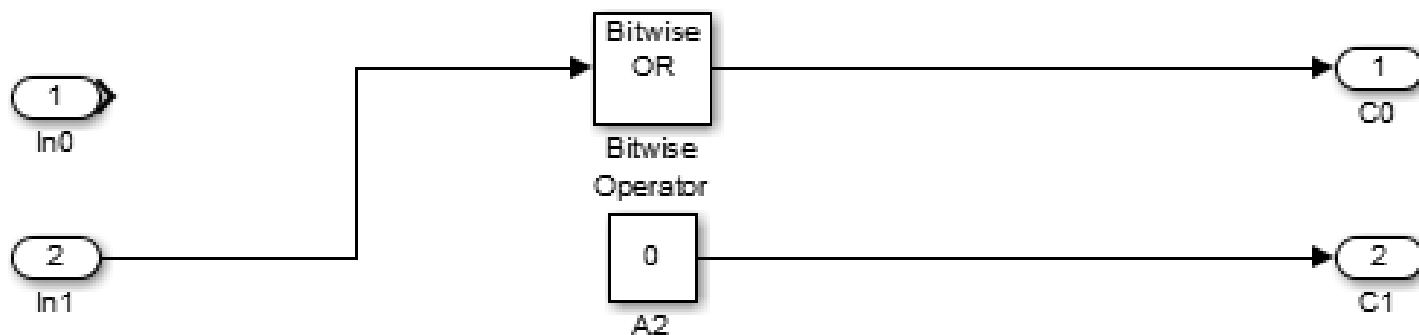 Bitwise
OR
1
In0
1
C0
Bitwise
Operator
2
In1
0
A2
2
C1